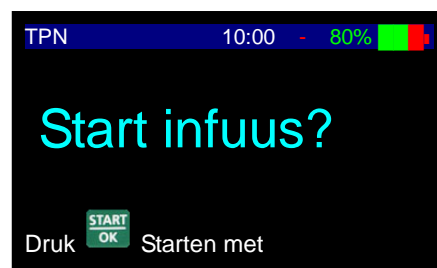 TPN 10:00 - 80%
Start infuus?
START
OK
Druk Starten met